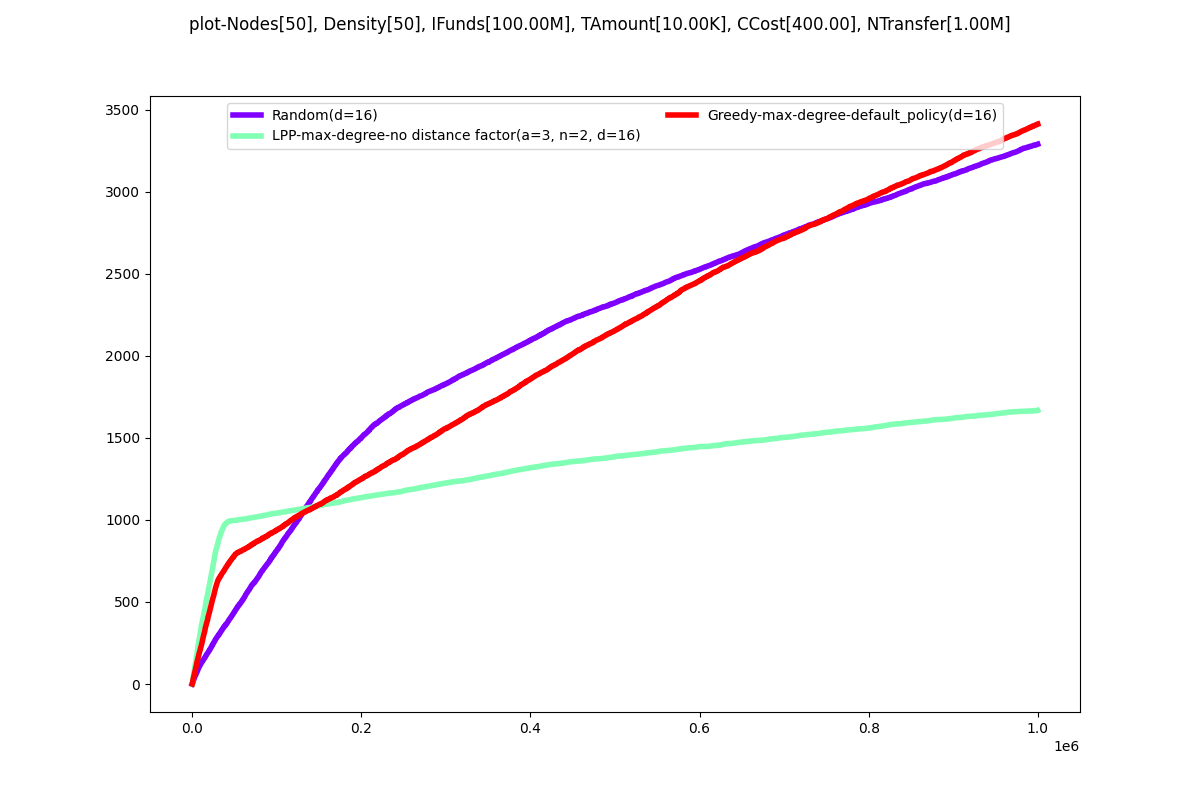 plot-Nodes[50], Density[50], IFunds[100.00M], TAmount[10.00K], CCost[400.00], NTransfer[1.00M]
Random(d=16)
LPP-max-degree-no distance factor(a=3, n=2, d=16)
Greedy-max-degree-default_policy(d=16)
3500
3000
2500
2000
1500
1000
500
0
0.0 0.2 0.4 0.6 0.8 1.0
1e6